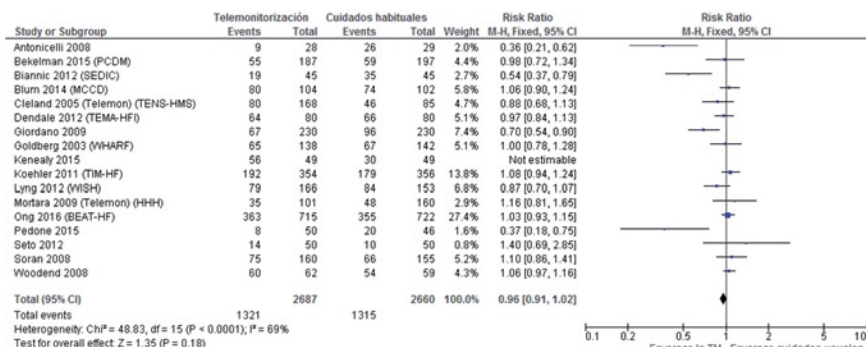 Telemonitorización Cuidados habituales Risk Ratio Risk Ratio
Study or Subgroup Events Total Events Total Weight M-H, Fixed, 95% CI M-H, Fixed, 95% CI
Antonicelli 2008 9 28 26 29 2.0% 0.36 [0.21, 0.62]
Bekelman 2015 (PCDM) 55 187 59 197 4.4% 0.98 [0.72, 1.34]
Biannic 2012 (SEDIC) 19 45 35 45 2.7% 0.54 [0.37, 0.79]
Blum 2014 (MCCD) 80 104 74 102 5.8% 1.06 [0.90, 1.24]
Cleland 2005 (Telemon) (TENS-HMS) 80 168 46 85 4.7% 0.88 [0.68, 1.13]
Dendale 2012 (TEMA-HFI) 64 80 66 80 5.1% 0.97 [0.84, 1.13]
Giordano 2009 67 230 96 230 7.4% 0.70 [0.54, 0.90]
Goldberg 2003 (WHARF) 65 138 67 142 5.1% 1.00 [0.78, 1.28]
Kenealy 2015 56 49 30 49 Not estimable
Koehler 2011 (TIM-HF) 192 354 179 356 13.8% 1.08 [0.94, 1.24]
Lyng 2012 (WISH) 79 166 84 153 6.7% 0.87 [0.70, 1.07]
Mortara 2009 (Telemon) (HHH) 35 101 48 160 2.9% 1.16 [0.81, 1.65]
Ong 2016 (BEAT-HF) 363 715 355 722 27.4% 1.03 [0.93, 1.15]
Pedone 2015 8 50 20 46 1.6% 0.37 [0.18, 0.75]
Seto 2012 14 50 10 50 0.8% 1.40 [0.69, 2.85]
Soran 2008 75 160 66 155 5.2% 1.10 [0.86, 1.41]
Woodend 2008 60 62 54 59 4.3% 1.06 [0.97, 1.16]
Total (95% CI) 2687 2660 100.0% 0.96 [0.91, 1.02]
Total events 1321 1315
Heterogeneity: Chi² = 48.83, df = 15 (P < 0.0001); I² = 69%
Test for overall effect: Z = 1.35 (P = 0.18)
0.1 0.2 0.5 1 2 5 10